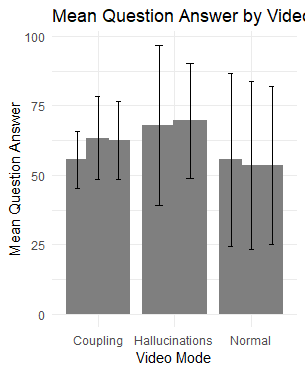 Mean Question Answer by Video
100
75
50
25
0
Mean Question Answer
Coupling Hallucinations Normal
Video Mode